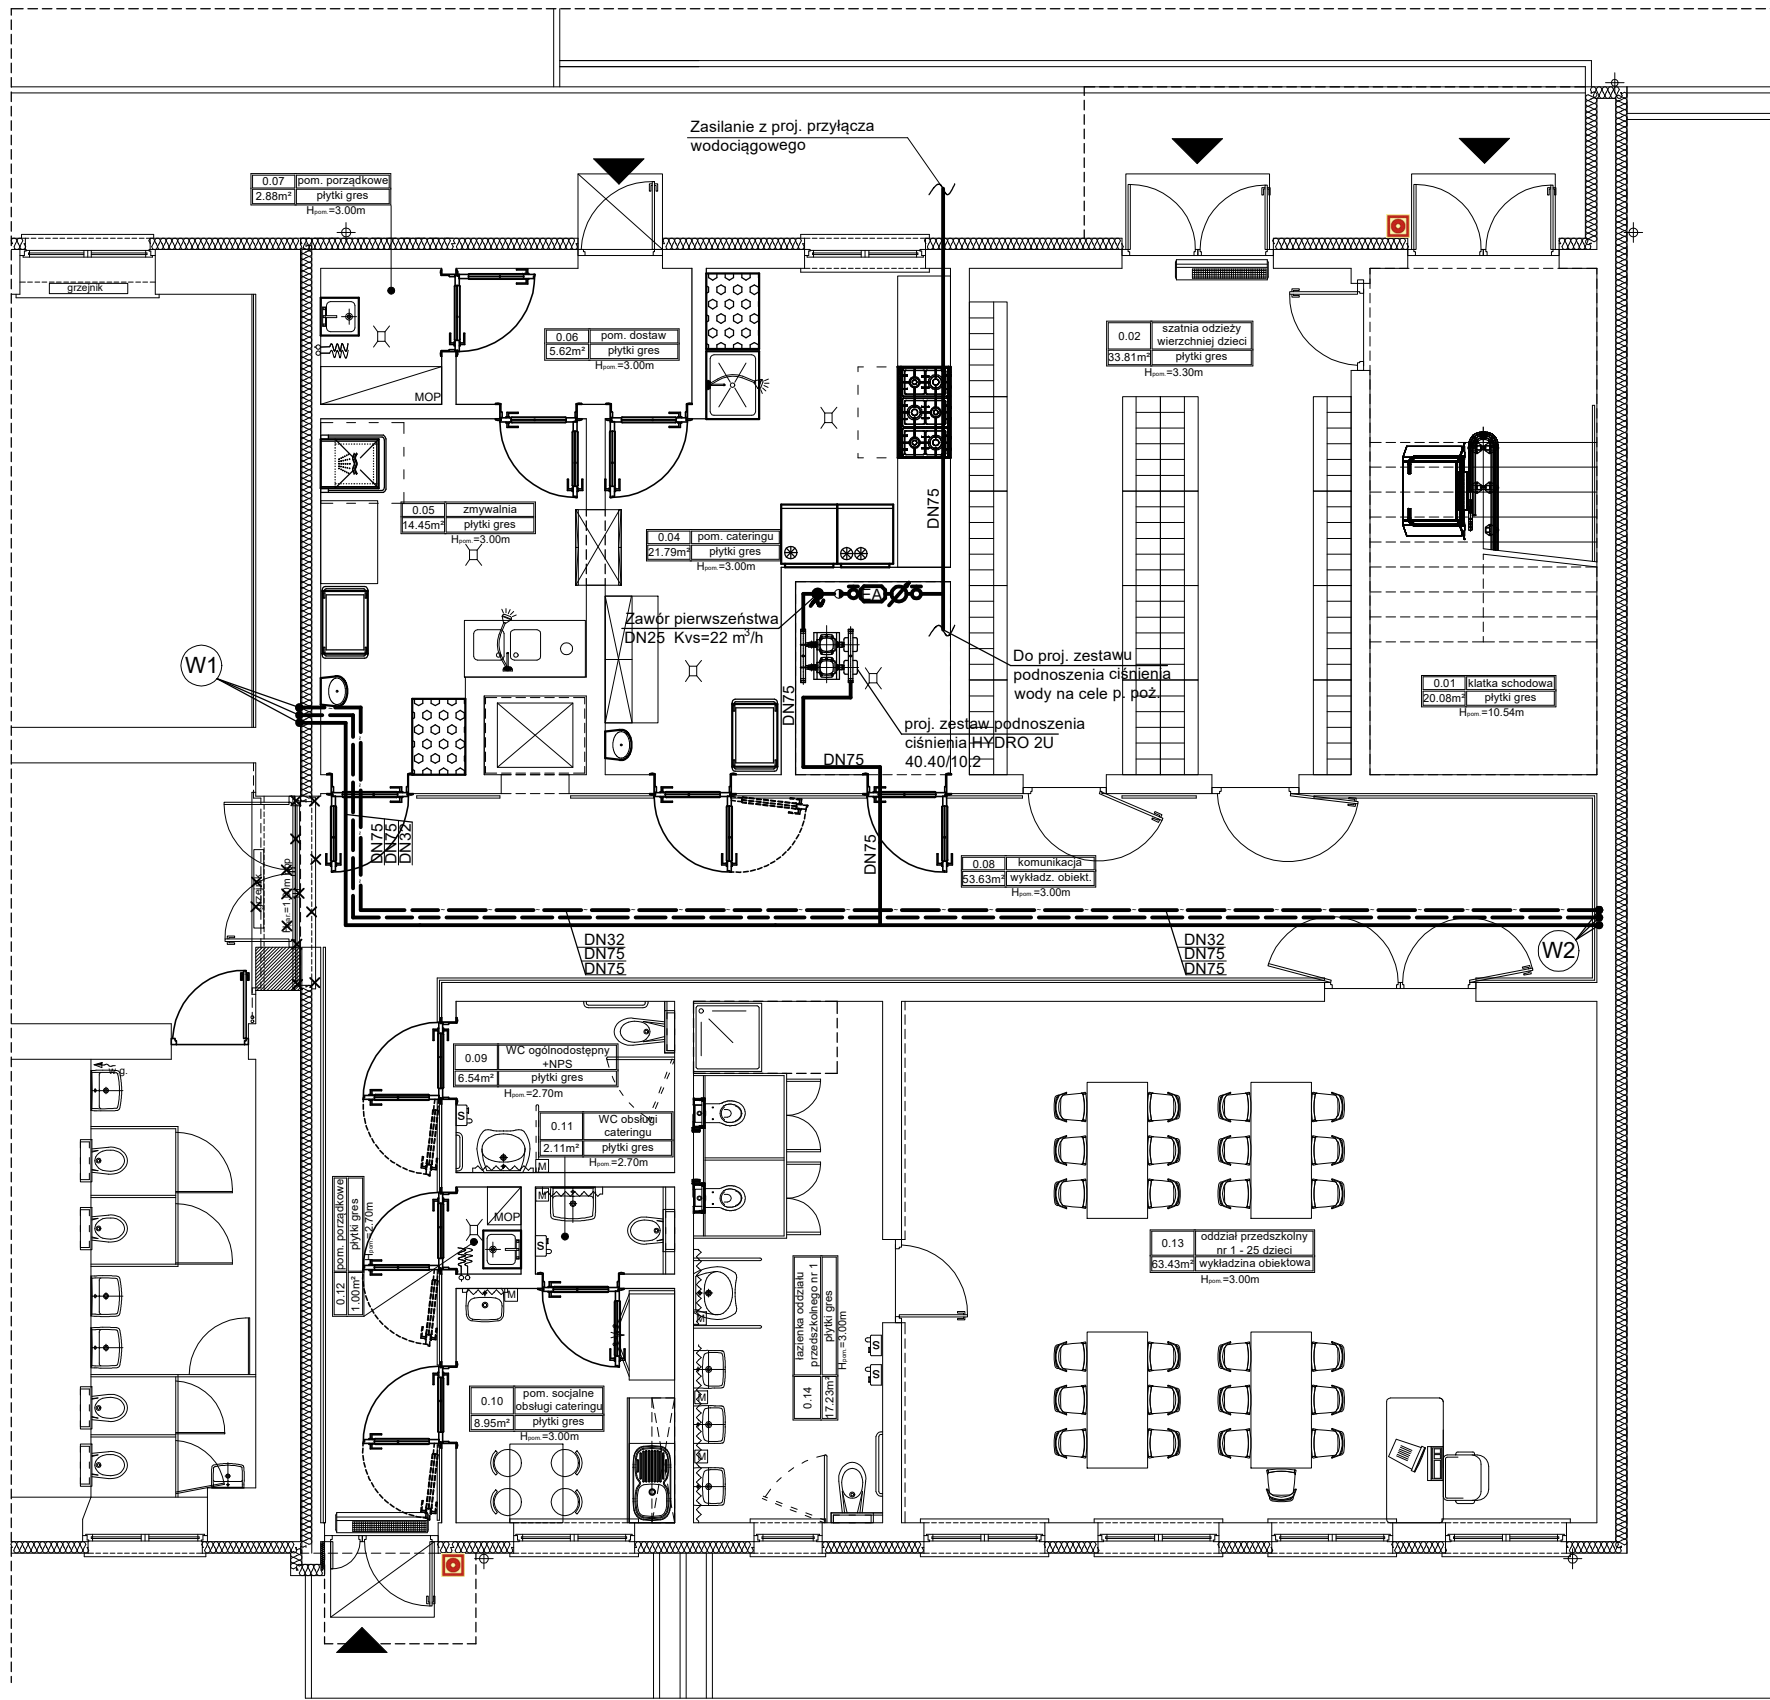 Zasilanie z proj. przyłącza
wodociągowego
0.07 pom. porządkowe
2.88m² płytki gres
Hpom.=3.00m
grzejnik
0.06 pom. dostaw
5.62m² płytki gres
Hpom.=3.00m
0.02 szatnia odzieży
wierzchniej dzieci
33.81m² płytki gres
Hpom.=3.30m
MOP
0.05 zmywalnia
14.45m² płytki gres
Hpom.=3.00m
0.04 pom. cateringu
21.79m² płytki gres
Hpom.=3.00m
DN75
EA
Zawór pierwszeństwa
DN25 Kvs=22 m³/h
W1
Do proj. zestawu
podnoszenia ciśnienia
wody na cele p. poż.
0.01 klatka schodowa
20.08m² płytki gres
Hpom.=10.54m
DN75
proj. zestaw podnoszenia
ciśnienia HYDRO 2U
40.40/10.2
DN75
DN75
DN75
DN32
DN75
0.08 komunikacja
53.63m² wykładz. obiekt.
Hpom.=3.00m
DN32
DN75
DN75
DN32
DN75
DN75
W2
w.g.
0.09 WC ogólnodostępny
+NPS
6.54m² płytki gres
Hpom.=2.70m
S
0.11 WC obsługi
cateringu
2.11m² płytki gres
Hpom.=2.70m
M
0.12 pom. porządkowe
1.00m² płytki gres
Hpom.=2.70m
MOP
M
S
M
0.13 oddział przedszkolny
nr 1 - 25 dzieci
63.43m² wykładzina obiektowa
Hpom.=3.00m
0.14 łazienka oddziału
przedszkolnego nr 1
17.23m² płytki gres
Hpom.=3.00m
M
S
S
M
M
0.10 pom. socjalne
obsługi cateringu
8.95m² płytki gres
Hpom.=3.00m